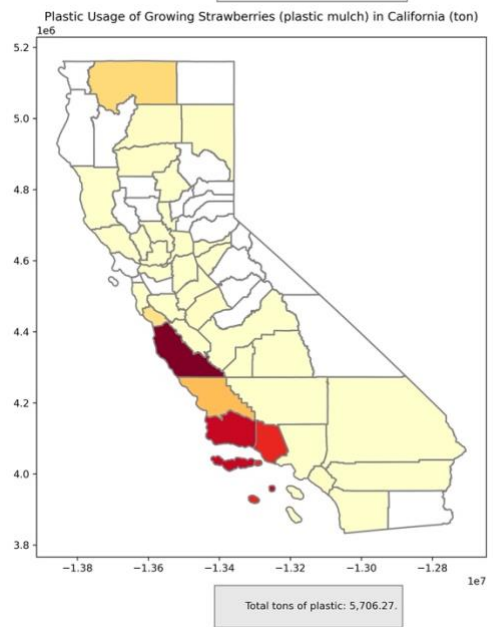 Plastic Usage of Growing Strawberries (plastic mulch) in California (ton)
1e6
5.2
5.0
4.8
4.6
4.4
4.2
4.0
3.8
−1.38 −1.36 −1.34 −1.32 −1.30 −1.28
1e7
Total tons of plastic: 5,706.27.